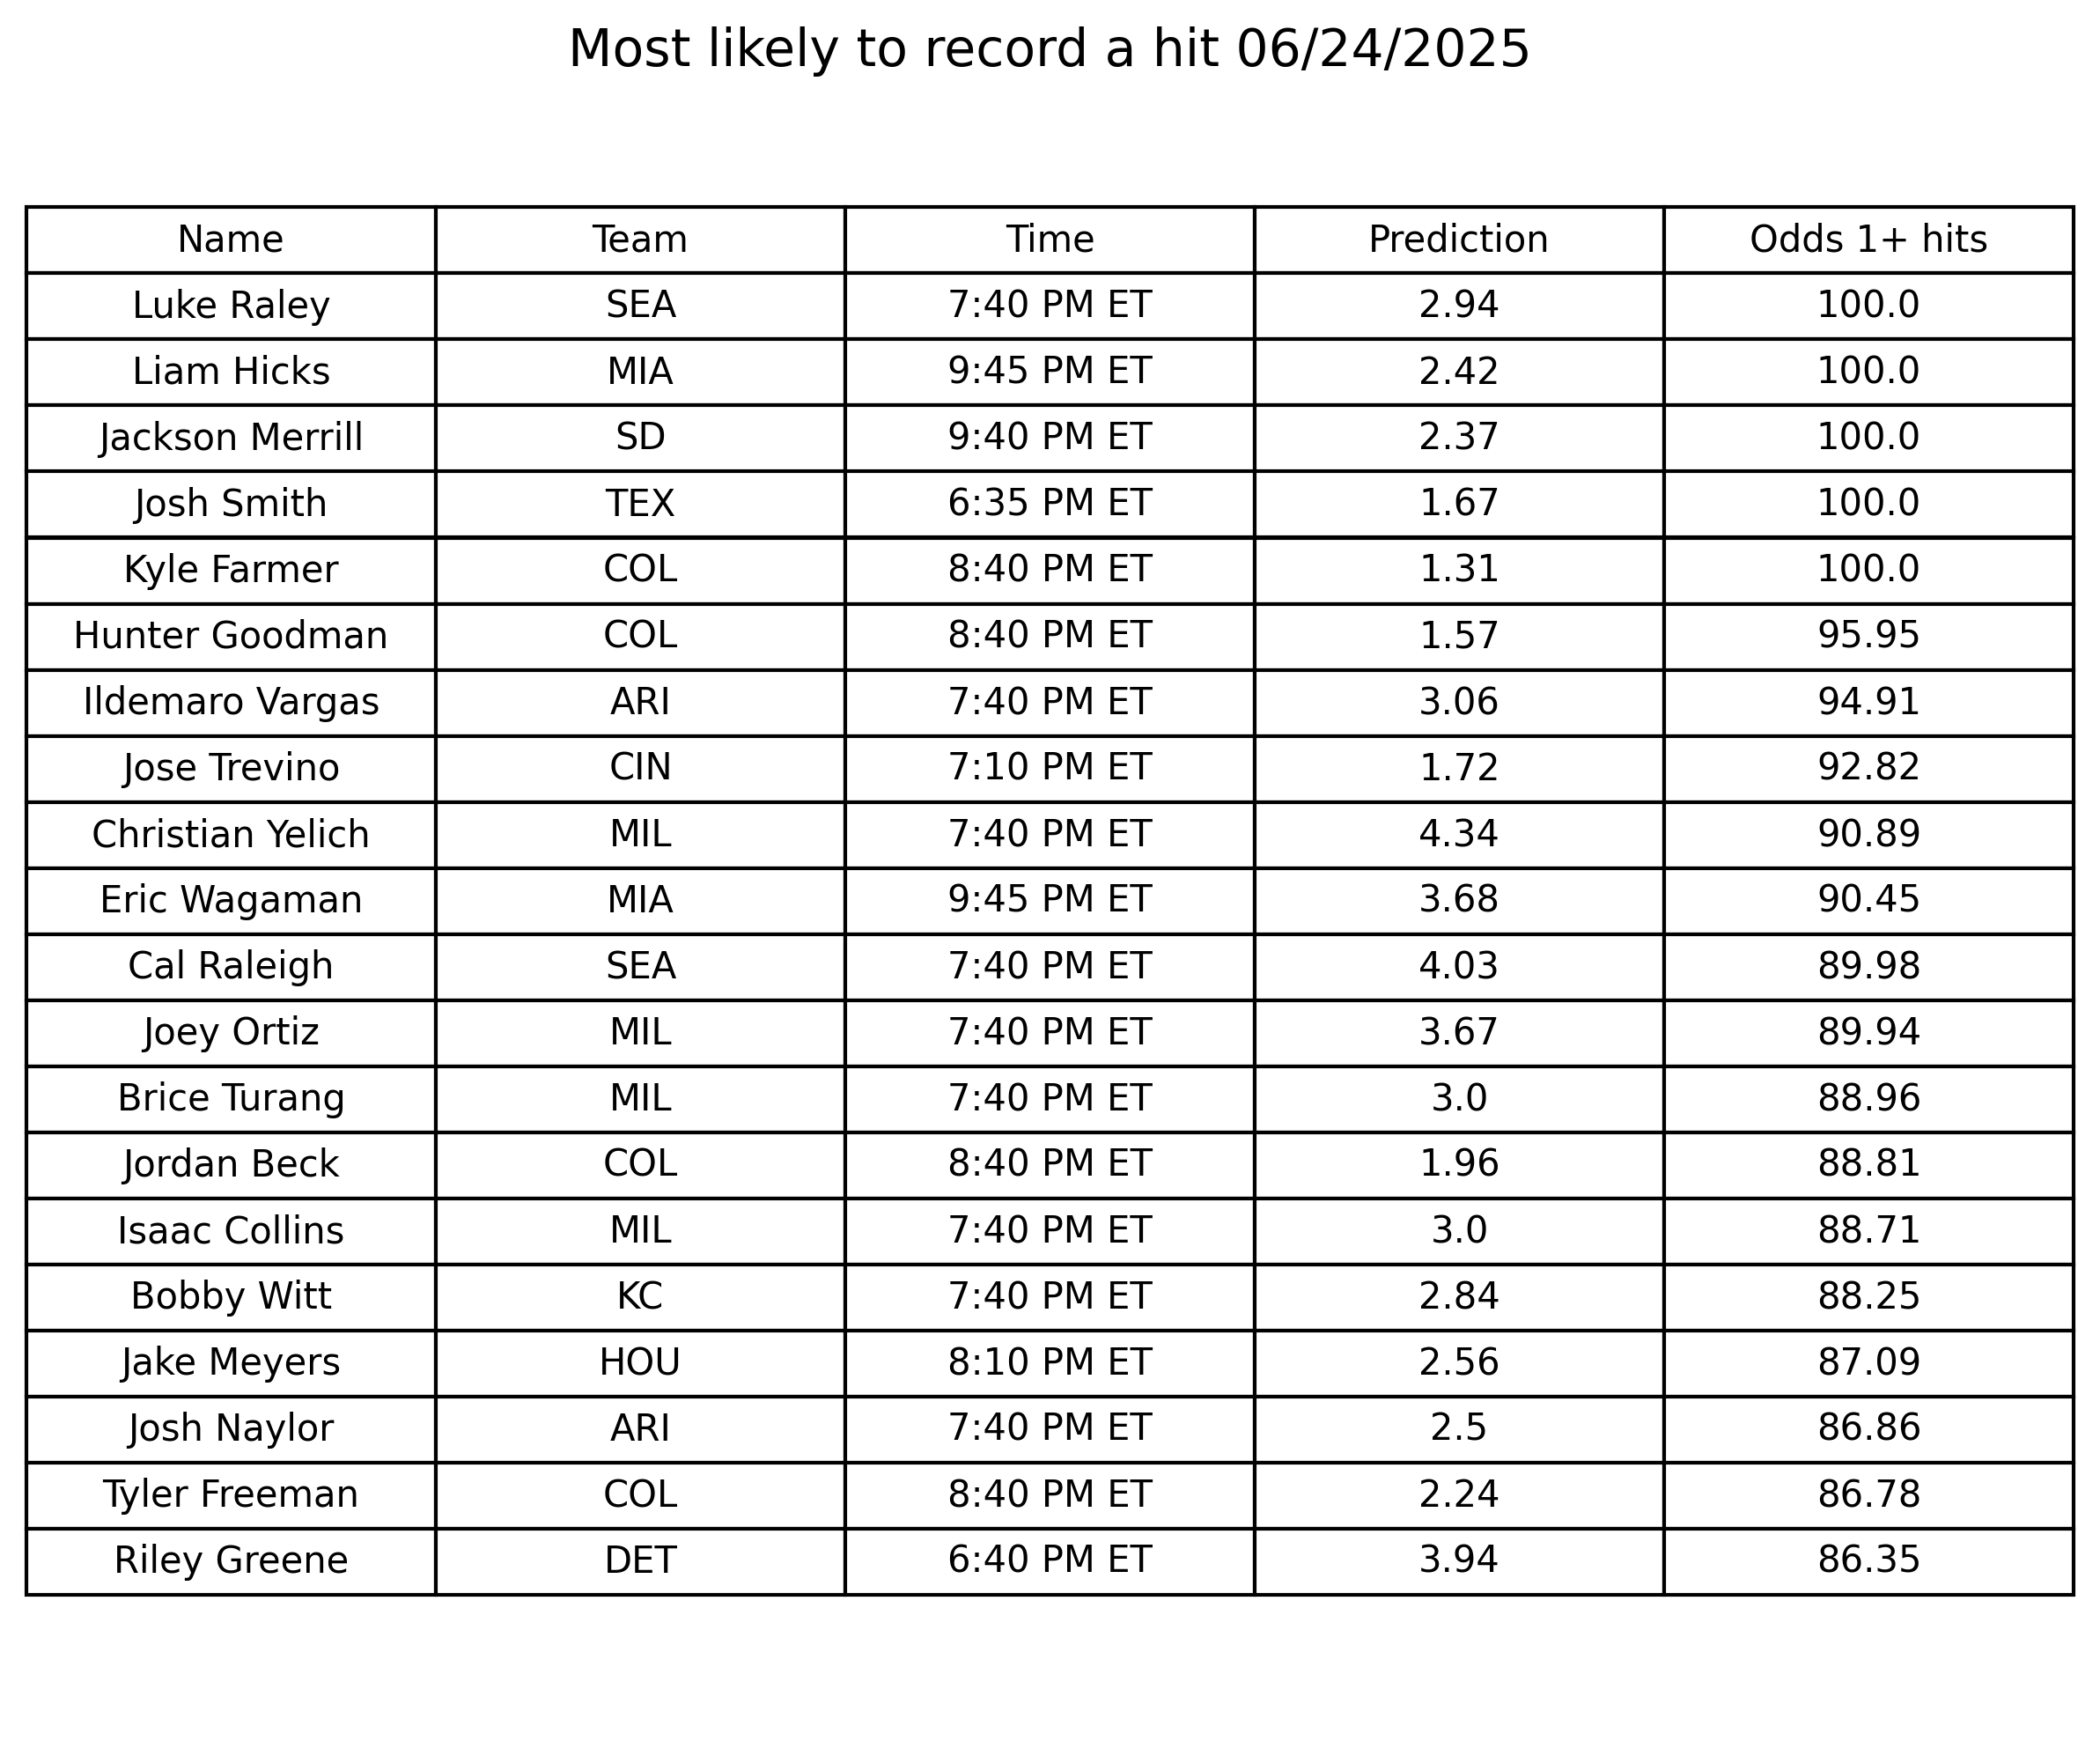 Most likely to record a hit 06/24/2025
Name Team Time Prediction Odds 1+ hits
Luke Raley SEA 7:40 PM ET 2.94 100.0
Liam Hicks MIA 9:45 PM ET 2.42 100.0
Jackson Merrill SD 9:40 PM ET 2.37 100.0
Josh Smith TEX 6:35 PM ET 1.67 100.0
Kyle Farmer COL 8:40 PM ET 1.31 100.0
Hunter Goodman COL 8:40 PM ET 1.57 95.95
Ildemaro Vargas ARI 7:40 PM ET 3.06 94.91
Jose Trevino CIN 7:10 PM ET 1.72 92.82
Christian Yelich MIL 7:40 PM ET 4.34 90.89
Eric Wagaman MIA 9:45 PM ET 3.68 90.45
Cal Raleigh SEA 7:40 PM ET 4.03 89.98
Joey Ortiz MIL 7:40 PM ET 3.67 89.94
Brice Turang MIL 7:40 PM ET 3.0 88.96
Jordan Beck COL 8:40 PM ET 1.96 88.81
Isaac Collins MIL 7:40 PM ET 3.0 88.71
Bobby Witt KC 7:40 PM ET 2.84 88.25
Jake Meyers HOU 8:10 PM ET 2.56 87.09
Josh Naylor ARI 7:40 PM ET 2.5 86.86
Tyler Freeman COL 8:40 PM ET 2.24 86.78
Riley Greene DET 6:40 PM ET 3.94 86.35